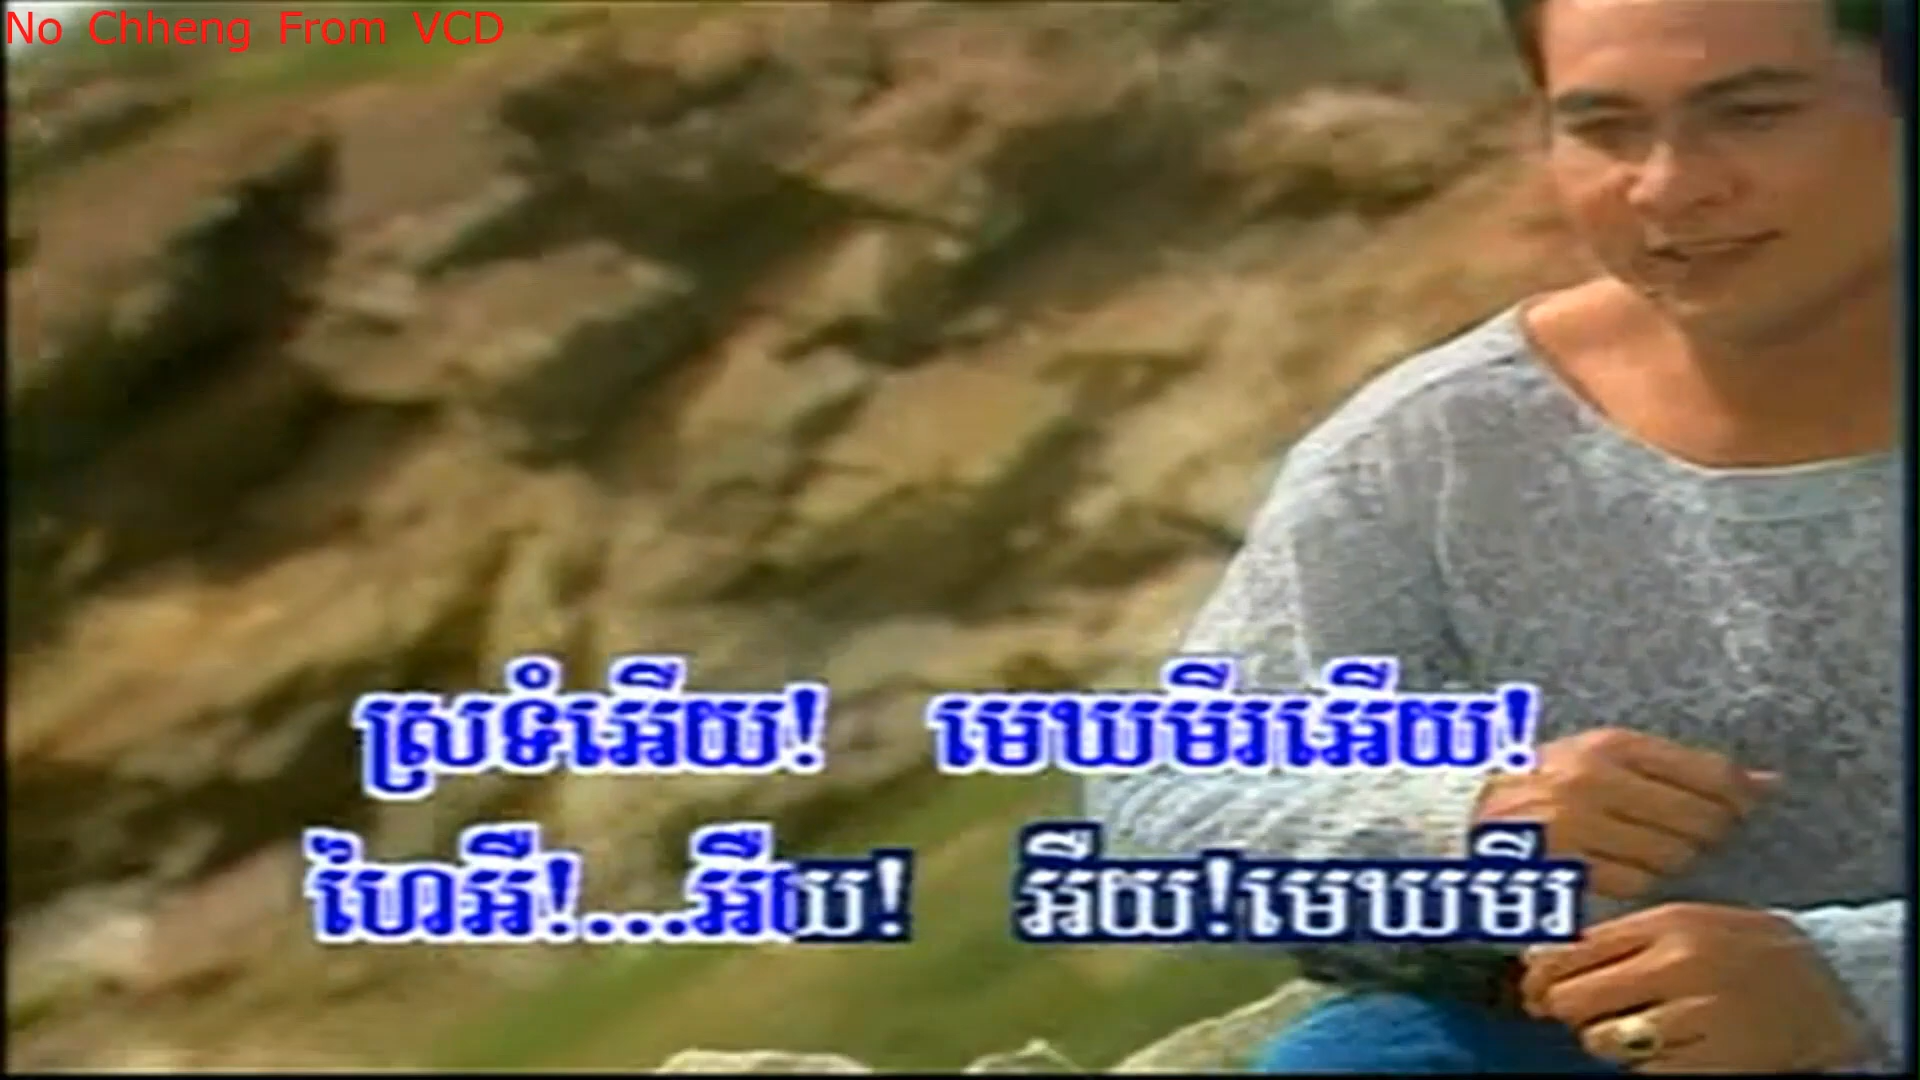 No Chheng From VCD
ស្រទំអើយ! មេឃមីរអើយ!
ហៃអឺ!...អឺយ! អឺយ!មេឃមីរ